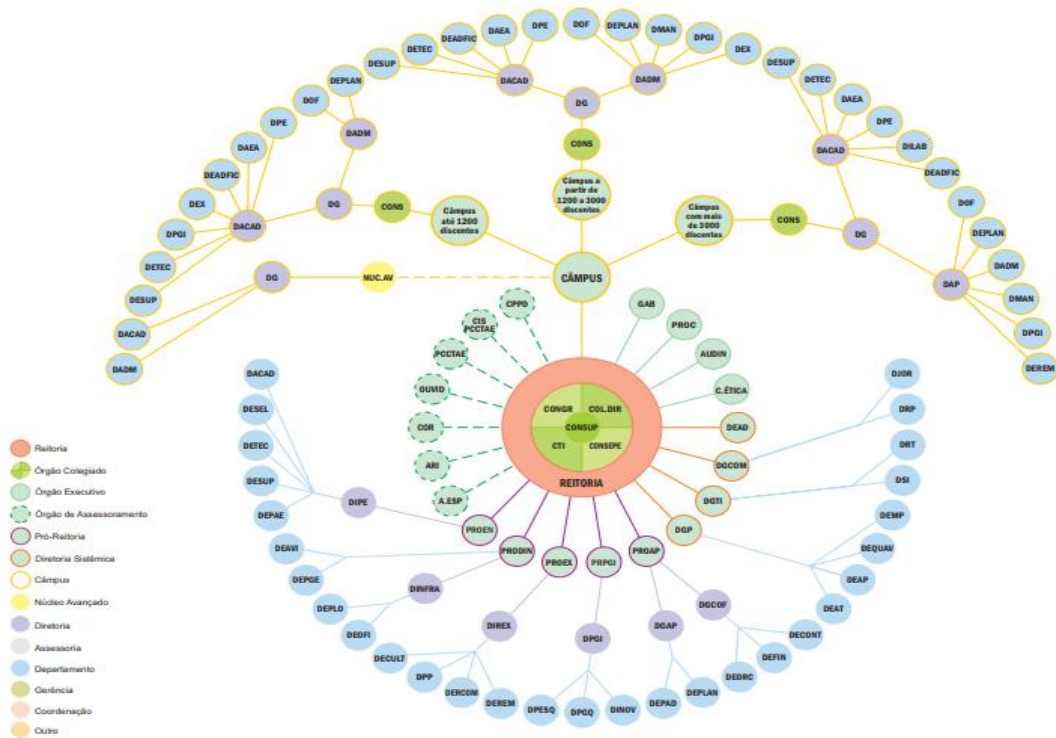 DETEC
DEADFIC
DAEA
DPE
DOF
DEPLAN
DMAN
DPGI
DEX
DESUP
DACAD
DADM
DG
CONS
Câmpus a
partir de
1200 a 3000
discentes
DPE
DOF
DEPLAN
DADM
DAEA
DEADFIC
DEX
DPGI
DETEC
DESUP
DACAD
DG
CONS
Câmpus
até 1200
discentes
DESUP
DETEC
DAEA
DPE
DILAB
DEADFIC
DACAD
Câmpus
com mais
de 3000
discentes
CONS
DG
DAP
DOF
DEPLAN
DADM
DMAN
DPGI
DEREM
DACAD
DADM
DG
NUC.AV
CÂMPUS
CPPD
CIS
PCCTAE
PCCTAE
OUVID
COR
ARI
A.ESP
GAB
PROC
AUDIN
C.ÉTICA
DEAD
DGCOM
DGTI
DGP
CONGR
COL.DIR
CONSUP
CTI
CONSEPE
REITORIA
DJOR
DRP
DRT
DSI
DEMP
DEQUAV
DEAP
DEAT
DACAD
DESEL
DETEC
DESUP
DEPAE
DIPE
PROEN
PRODIN
PROEX
PRPGI
PROAP
DEAVI
DEPGE
DEPLO
DEDFI
DINFRA
DIREX
DPGI
DGAP
DGCOF
DECULT
DPP
DERCOM
DEREM
DPESQ
DPGQ
DINOV
DEPAD
DEPLAN
DEDRC
DEFIN
DECONT
Reitoria
Órgão Colegiado
Órgão Executivo
Órgão de Assessoramento
Pró-Reitoria
Diretoria Sistêmica
Câmpus
Núcleo Avançado
Diretoria
Assessoria
Departamento
Gerência
Coordenação
Outro